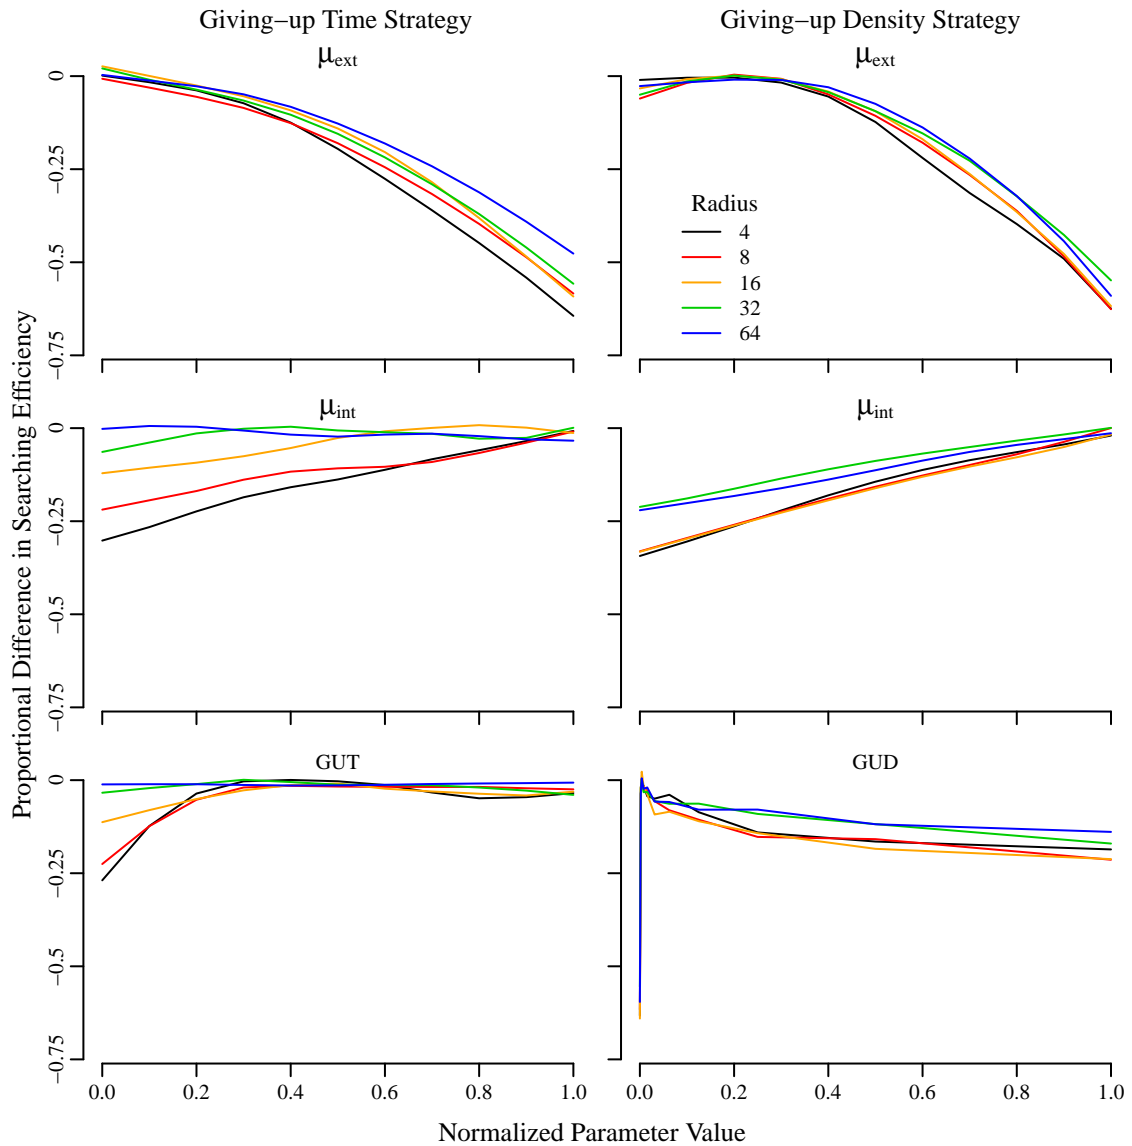 Giving−up Time Strategy
Giving−up Density Strategy
μext
μext
0
−0.25
−0.5
−0.75
0
−0.25
−0.5
−0.75
Radius
4
8
16
32
64
μint
μint
0
−0.25
−0.5
−0.75
GUT
GUD
0.0 0.2 0.4 0.6 0.8 1.0
0.0 0.2 0.4 0.6 0.8 1.0
Proportional Difference in Searching Efficiency
Normalized Parameter Value